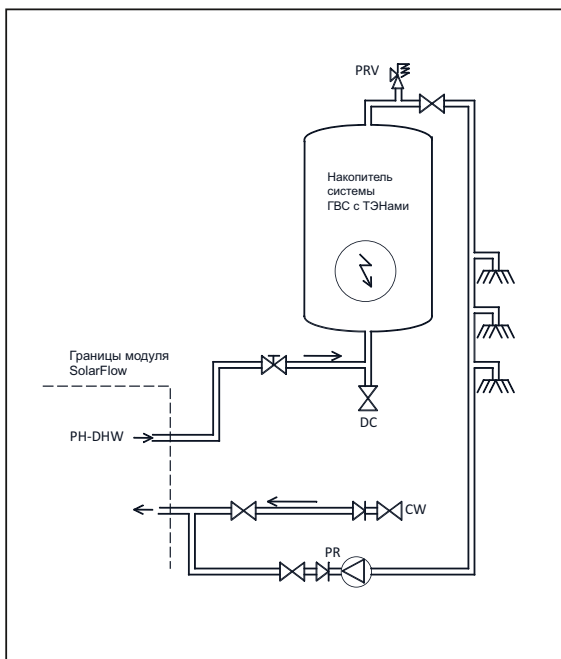 PRV
Накопитель
системы
ГВС с ТЭНами
Границы модуля
SolarFlow
PH-DHW
DC
CW
PR